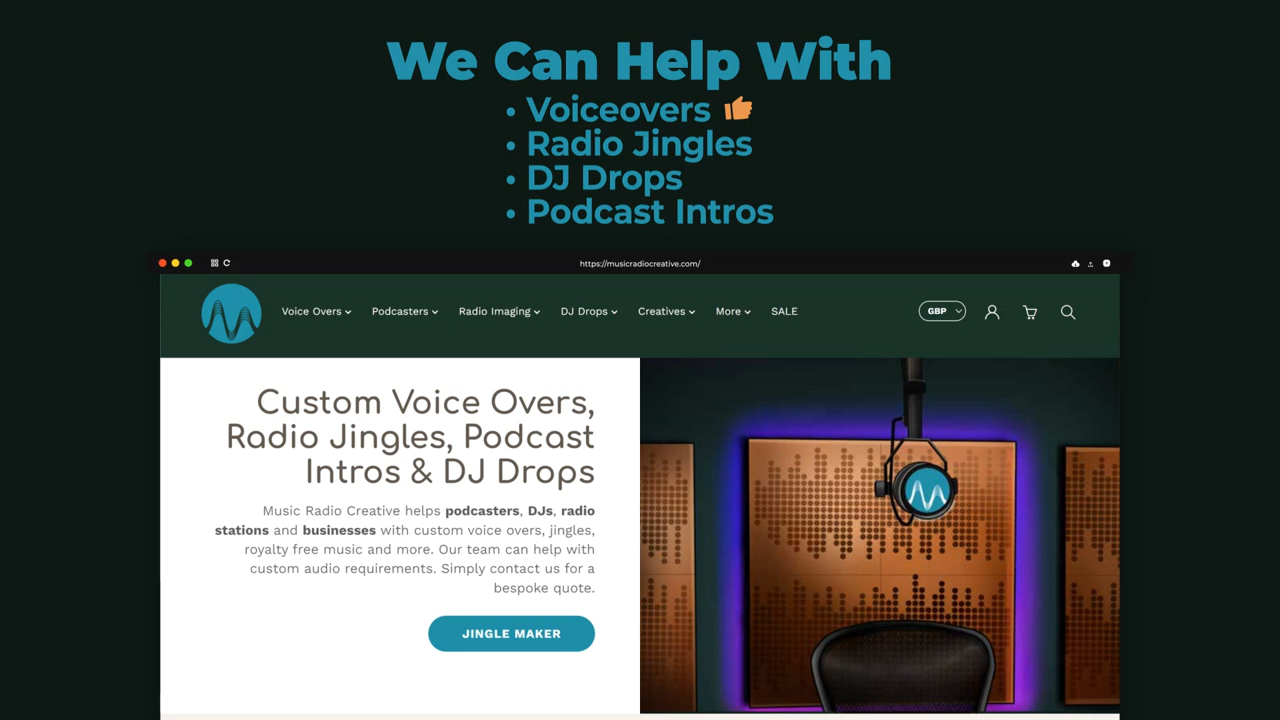 We Can Help With
• Voiceovers 👍
• Radio Jingles
• DJ Drops
• Podcast Intros
https://musicradiocreative.com/
Voice Overs Podcasters Radio Imaging DJ Drops Creatives More SALE GBP
Custom Voice Overs,
Radio Jingles, Podcast
Intros & DJ Drops
Music Radio Creative helps podcasters, DJs, radio
stations and businesses with custom voice overs, jingles,
royalty free music and more. Our team can help with
custom audio requirements. Simply contact us for a
bespoke quote.
JINGLE MAKER